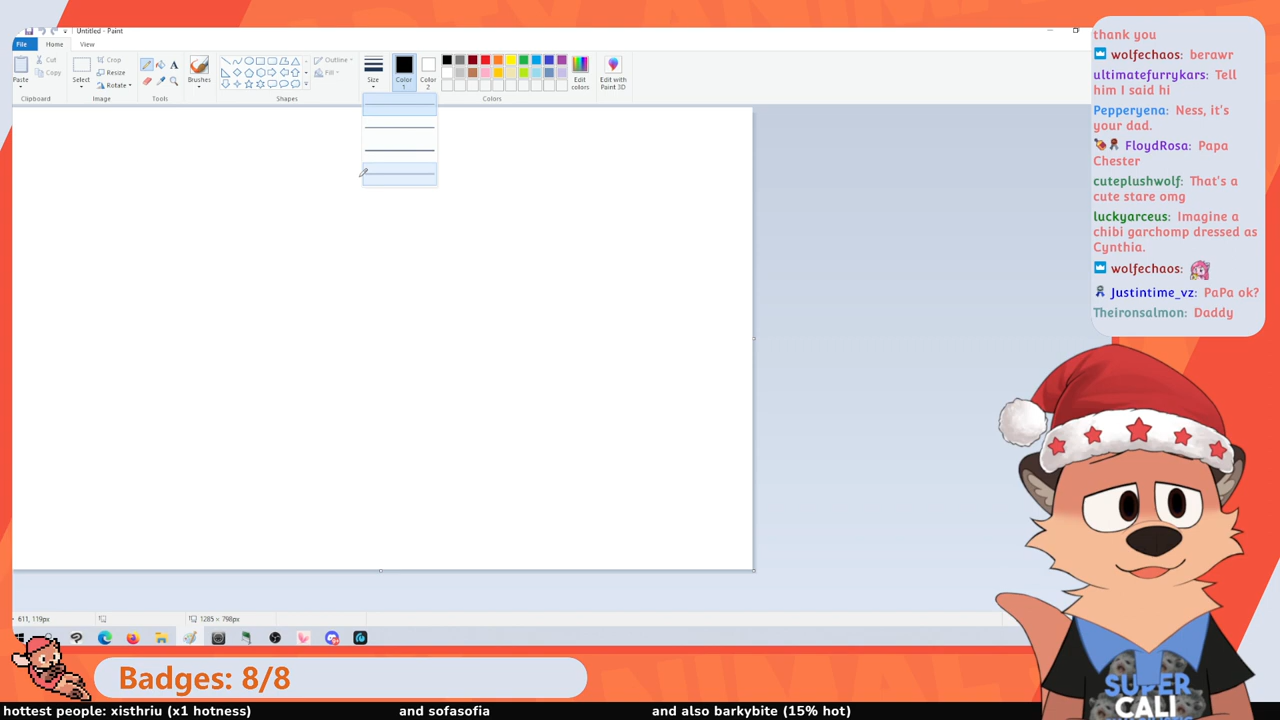 Untitled - Paint
File Home View
Paste
Cut
Copy
Clipboard
Select
Crop
Resize
Rotate
Image
A
Tools
Brushes
Shapes
Outline
Fill
Size
Color 1
Color 2
Colors
Edit colors
Edit with Paint 3D
thank you
wolfechaos: berawr
ultimatefurrykars: Tell
him I said hi
Pepperyena: Ness, it's
your dad.
FloydRosa: Papa
Chester
cuteplushwolf: That's a
cute stare omg
luckyarceus: Imagine a
chibi garchomp dressed as
Cynthia.
wolfechaos:
Justintime_vz: PaPa ok?
Theironsalmon: Daddy
611, 119px
1285 × 798px
SUPER
CALI
Badges: 8/8
hottest people: xisthriu (x1 hotness) and sofasofia and also barkybite (15% hot)